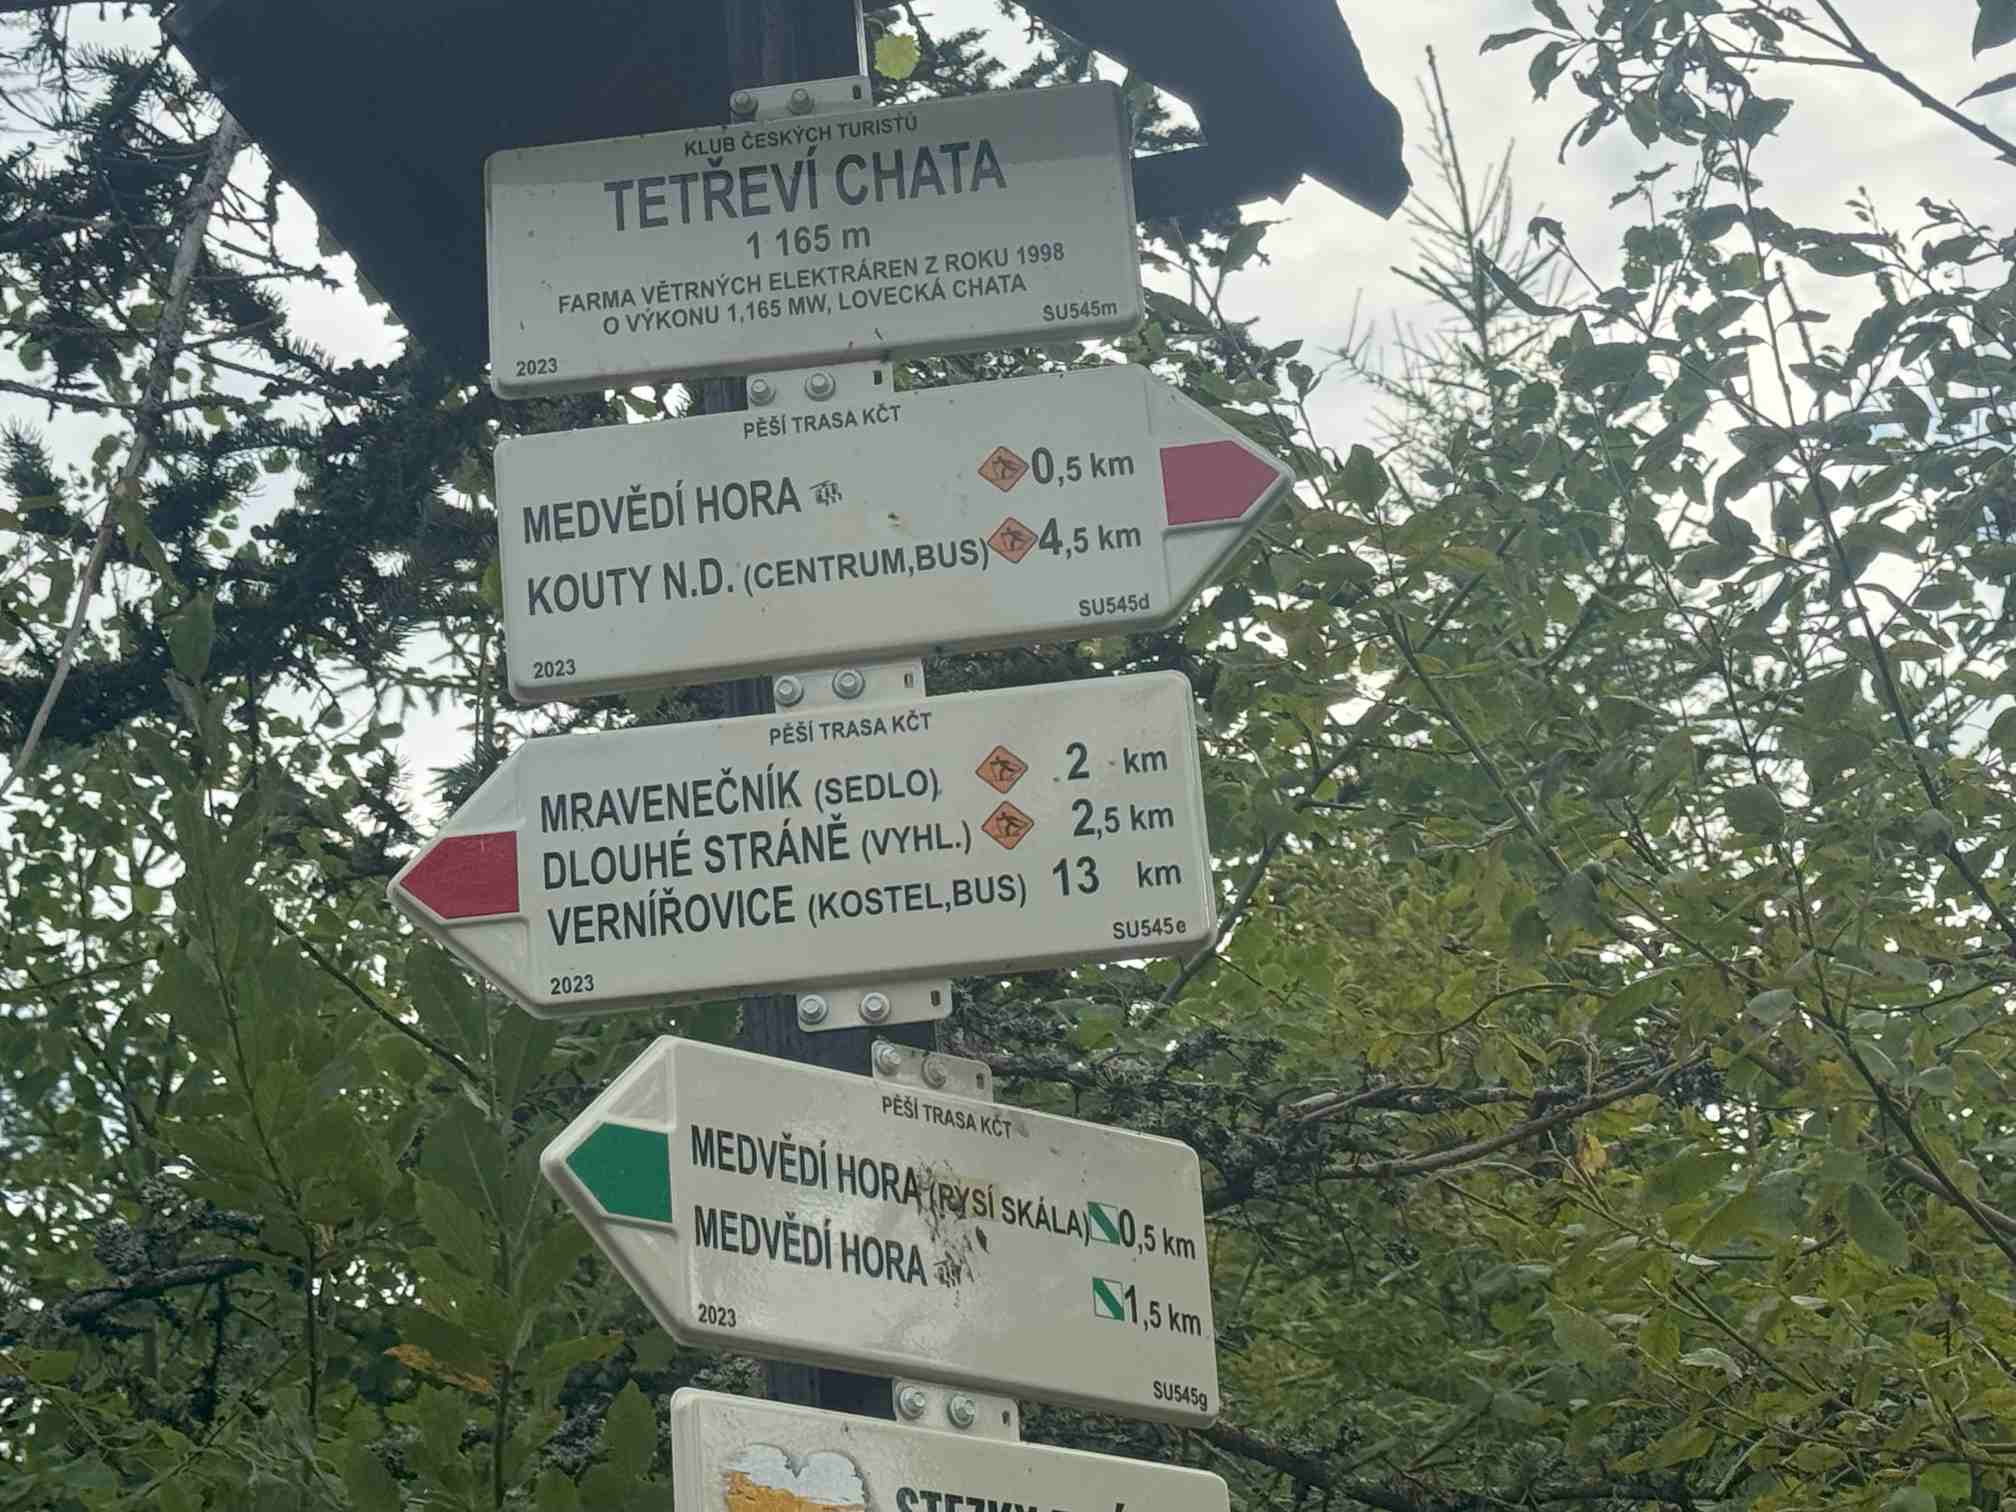 KLUB ČESKÝCH TURISTŮ
TETŘEVÍ CHATA
1 165 m
FARMA VĚTRNÝCH ELEKTRÁREN Z ROKU 1998
O VÝKONU 1,165 MW, LOVECKÁ CHATA
SU545m
2023
PĚŠÍ TRASA KČT
MEDVĚDÍ HORA 0,5 km
KOUTY N.D. (CENTRUM,BUS) 4,5 km
SU545d
2023
PĚŠÍ TRASA KČT
MRAVENEČNÍK (SEDLO) 2 km
DLOUHÉ STRÁNĚ (VYHL.) 2,5 km
VERNÍŘOVICE (KOSTEL,BUS) 13 km
SU545e
2023
PĚŠÍ TRASA KČT
MEDVĚDÍ HORA (RYSÍ SKÁLA) 0,5 km
MEDVĚDÍ HORA 1,5 km
2023
SU545g
STEZKY